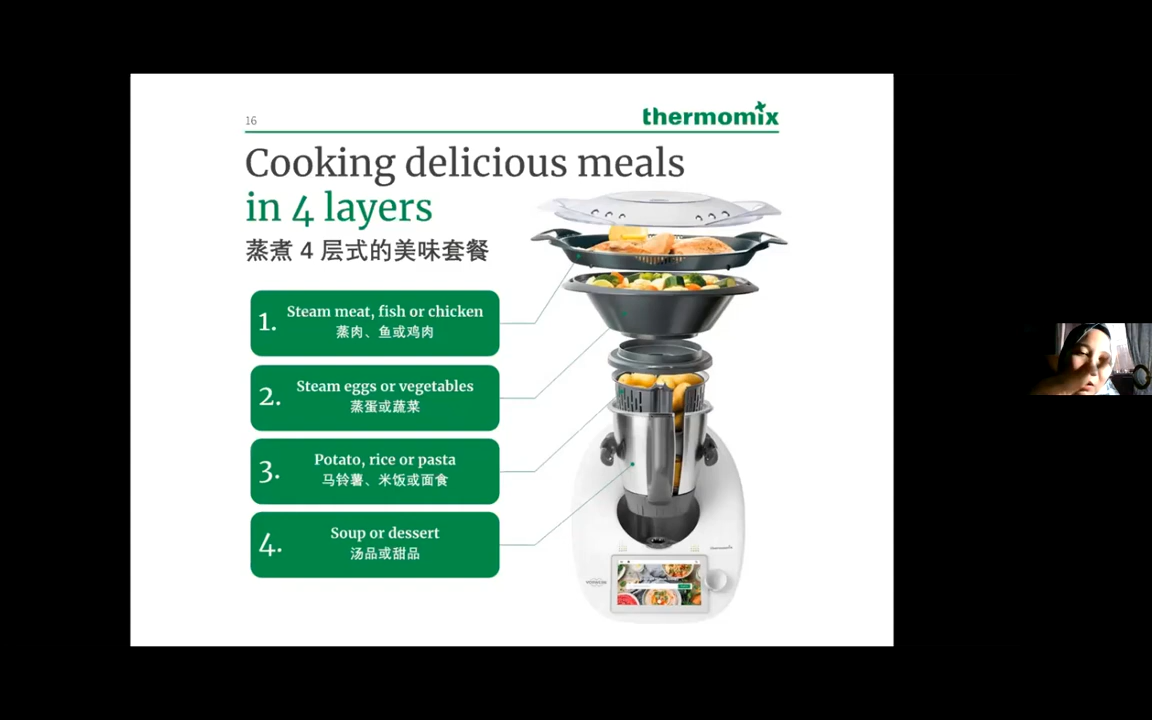 16
thermomix
Cooking delicious meals
in 4 layers
蒸煮 4 层式的美味套餐
1.
Steam meat, fish or chicken
蒸肉、鱼或鸡肉
2.
Steam eggs or vegetables
蒸蛋或蔬菜
3.
Potato, rice or pasta
马铃薯、米饭或面食
4.
Soup or dessert
汤品或甜品
thermomix